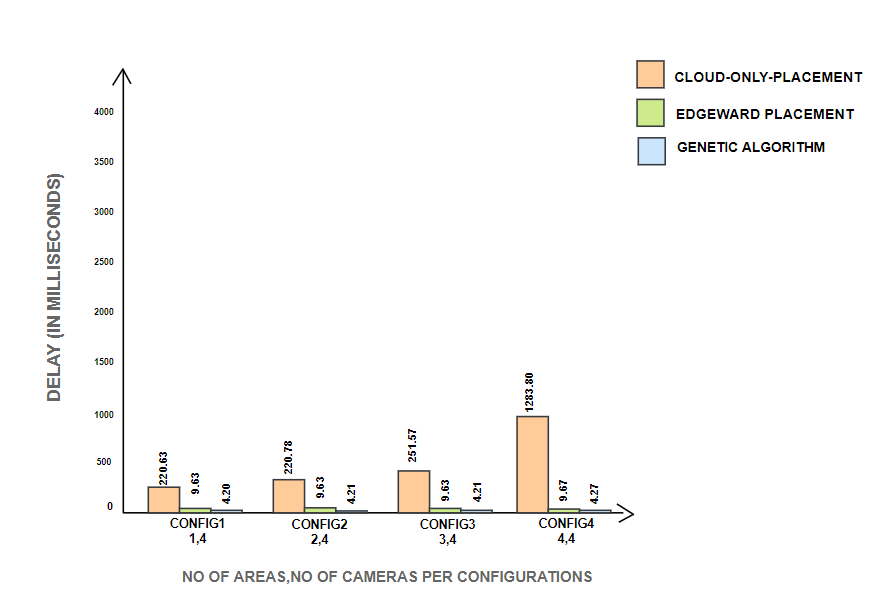 CLOUD-ONLY-PLACEMENT
EDGEWARD PLACEMENT
GENETIC ALGORITHM
DELAY (IN MILLISECONDS)
4000
3500
3000
2500
2000
1500
1000
500
0
220.63
9.63
4.20
220.78
9.63
4.21
251.57
9.63
4.21
1283.80
9.67
4.27
CONFIG1
1,4
CONFIG2
2,4
CONFIG3
3,4
CONFIG4
4,4
NO OF AREAS,NO OF CAMERAS PER CONFIGURATIONS